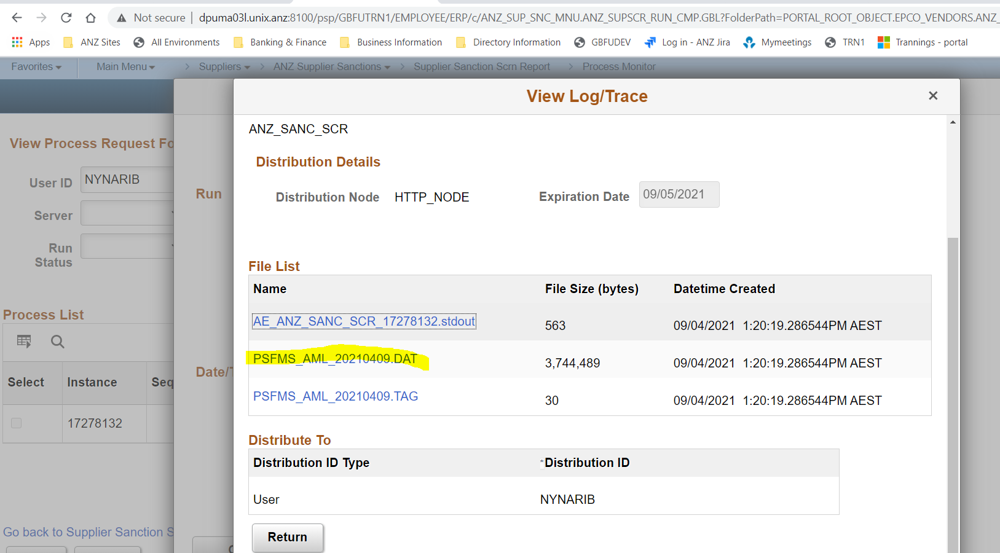 Not secure | dpuma03l.unix.anz:8100/psp/GBFUTRN1/EMPLOYEE/ERP/c/ANZ_SUP_SNC_MNU.ANZ_SUPSCR_RUN_CMP.GBL?FolderPath=PORTAL_ROOT_OBJECT.EPCO_VENDORS.ANZ_
Apps ANZ Sites All Environments Banking & Finance Business Information Directory Information GBFUDEV Log in - ANZ Jira Mymeetings TRN1 Trannings - portal
Favorites Main Menu > Suppliers > ANZ Supplier Sanctions > Supplier Sanction Scrn Report > Process Monitor
View Log/Trace ×
ANZ_SANC_SCR
View Process Request Fo
Distribution Details
User ID NYNARIB
Run
Distribution Node HTTP_NODE Expiration Date 09/05/2021
Server
Run
Status
File List
Name File Size (bytes) Datetime Created
Process List
AE_ANZ_SANC_SCR_17278132.stdout 563 09/04/2021 1:20:19.286544PM AEST
PSFMS_AML_20210409.DAT 3,744,489 09/04/2021 1:20:19.286544PM AEST
Date/T
Select Instance Seq
PSFMS_AML_20210409.TAG 30 09/04/2021 1:20:19.286544PM AEST
17278132
Distribute To
Distribution ID Type *Distribution ID
User NYNARIB
Go back to Supplier Sanction S
Return